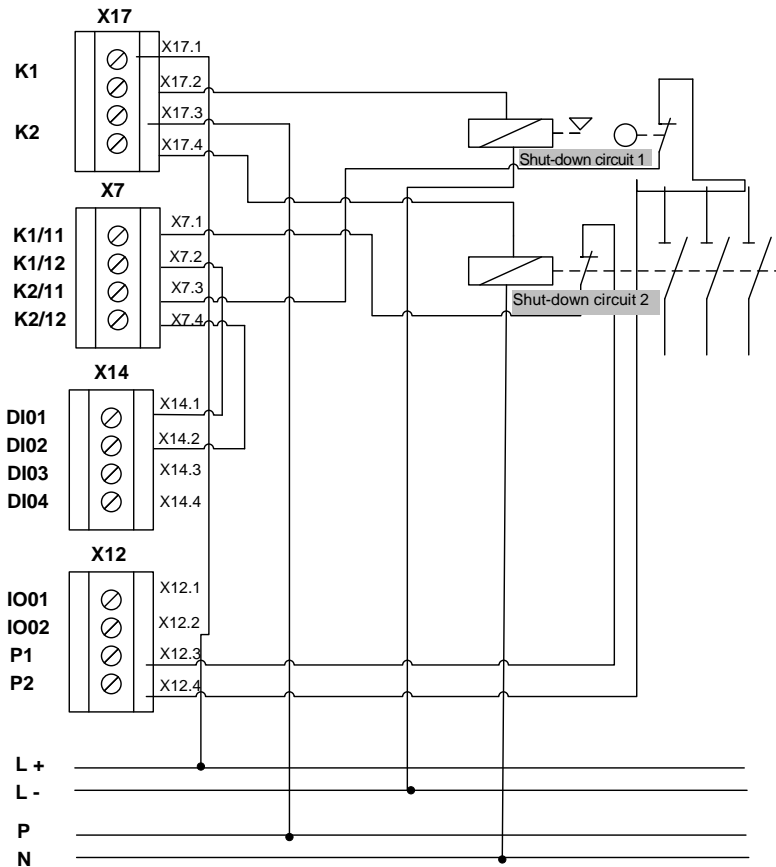 X17
K1
K2
X17.1
X17.2
X17.3
X17.4
Shut-down circuit 1
X7
K1/11
K1/12
K2/11
K2/12
X7.1
X7.2
X7.3
X7.4
Shut-down circuit 2
X14
DI01
DI02
DI03
DI04
X14.1
X14.2
X14.3
X14.4
X12
IO01
IO02
P1
P2
X12.1
X12.2
X12.3
X12.4
L +
L -
P
N